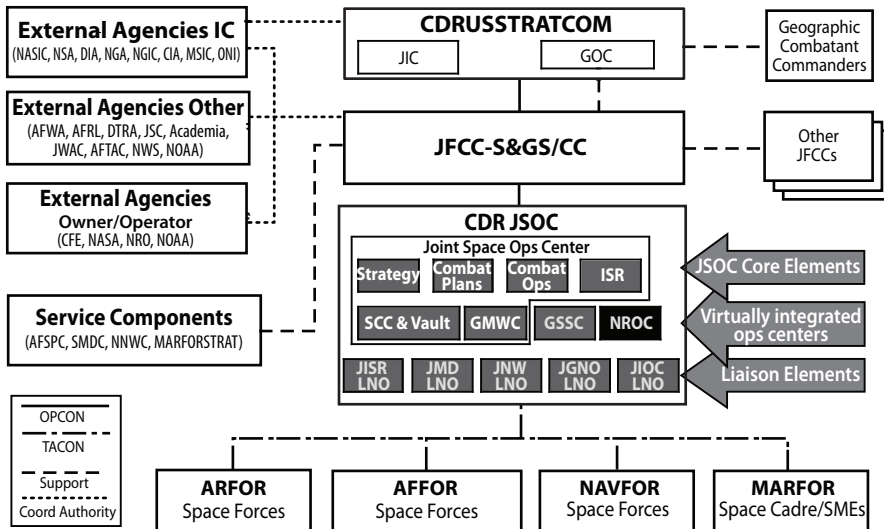 External Agencies IC
(NASIC, NSA, DIA, NGA, NGIC, CIA, MSIC, ONI)
CDRUSSTRATCOM
JIC
GOC
Geographic
Combatant
Commanders
External Agencies Other
(AFWA, AFRL, DTRA, JSC, Academia,
JWAC, AFTAC, NWS, NOAA)
JFCC-S&GS/CC
Other
JFCCs
External Agencies
Owner/Operator
(CFE, NASA, NRO, NOAA)
CDR JSOC
Joint Space Ops Center
Strategy
Combat
Plans
Combat
Ops
ISR
JSOC Core Elements
Service Components
(AFSPC, SMDC, NNWC, MARFORSTRAT)
SCC & Vault
GMWC
GSSC
NROC
Virtually integrated
ops centers
JISR
LNO
JMD
LNO
JNW
LNO
JGNO
LNO
JIOC
LNO
Liaison Elements
OPCON
TACON
Support
Coord Authority
ARFOR
Space Forces
AFFOR
Space Forces
NAVFOR
Space Forces
MARFOR
Space Cadre/SMEs